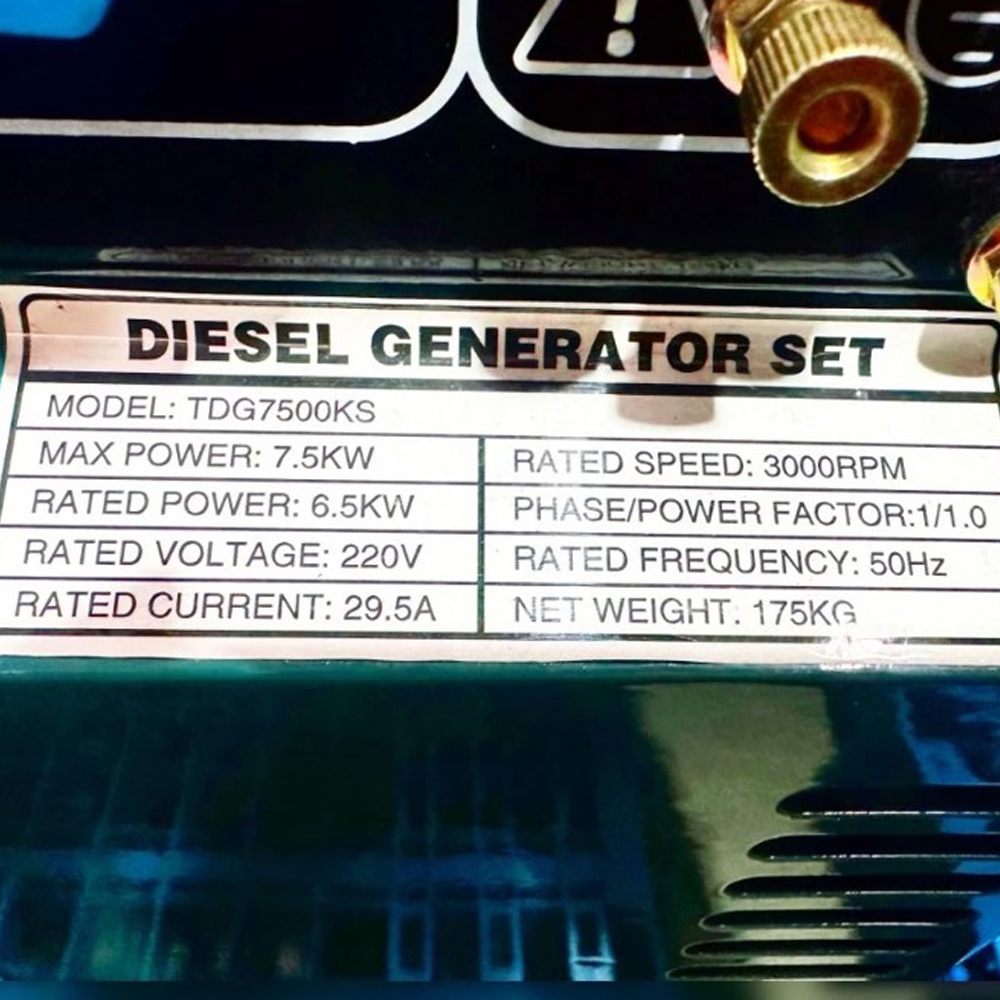 DIESEL GENERATOR SET
MODEL: TDG7500KS
MAX POWER: 7.5KW
RATED SPEED: 3000RPM
RATED POWER: 6.5KW
PHASE/POWER FACTOR:1/1.0
RATED VOLTAGE: 220V
RATED FREQUENCY: 50Hz
RATED CURRENT: 29.5A
NET WEIGHT: 175KG